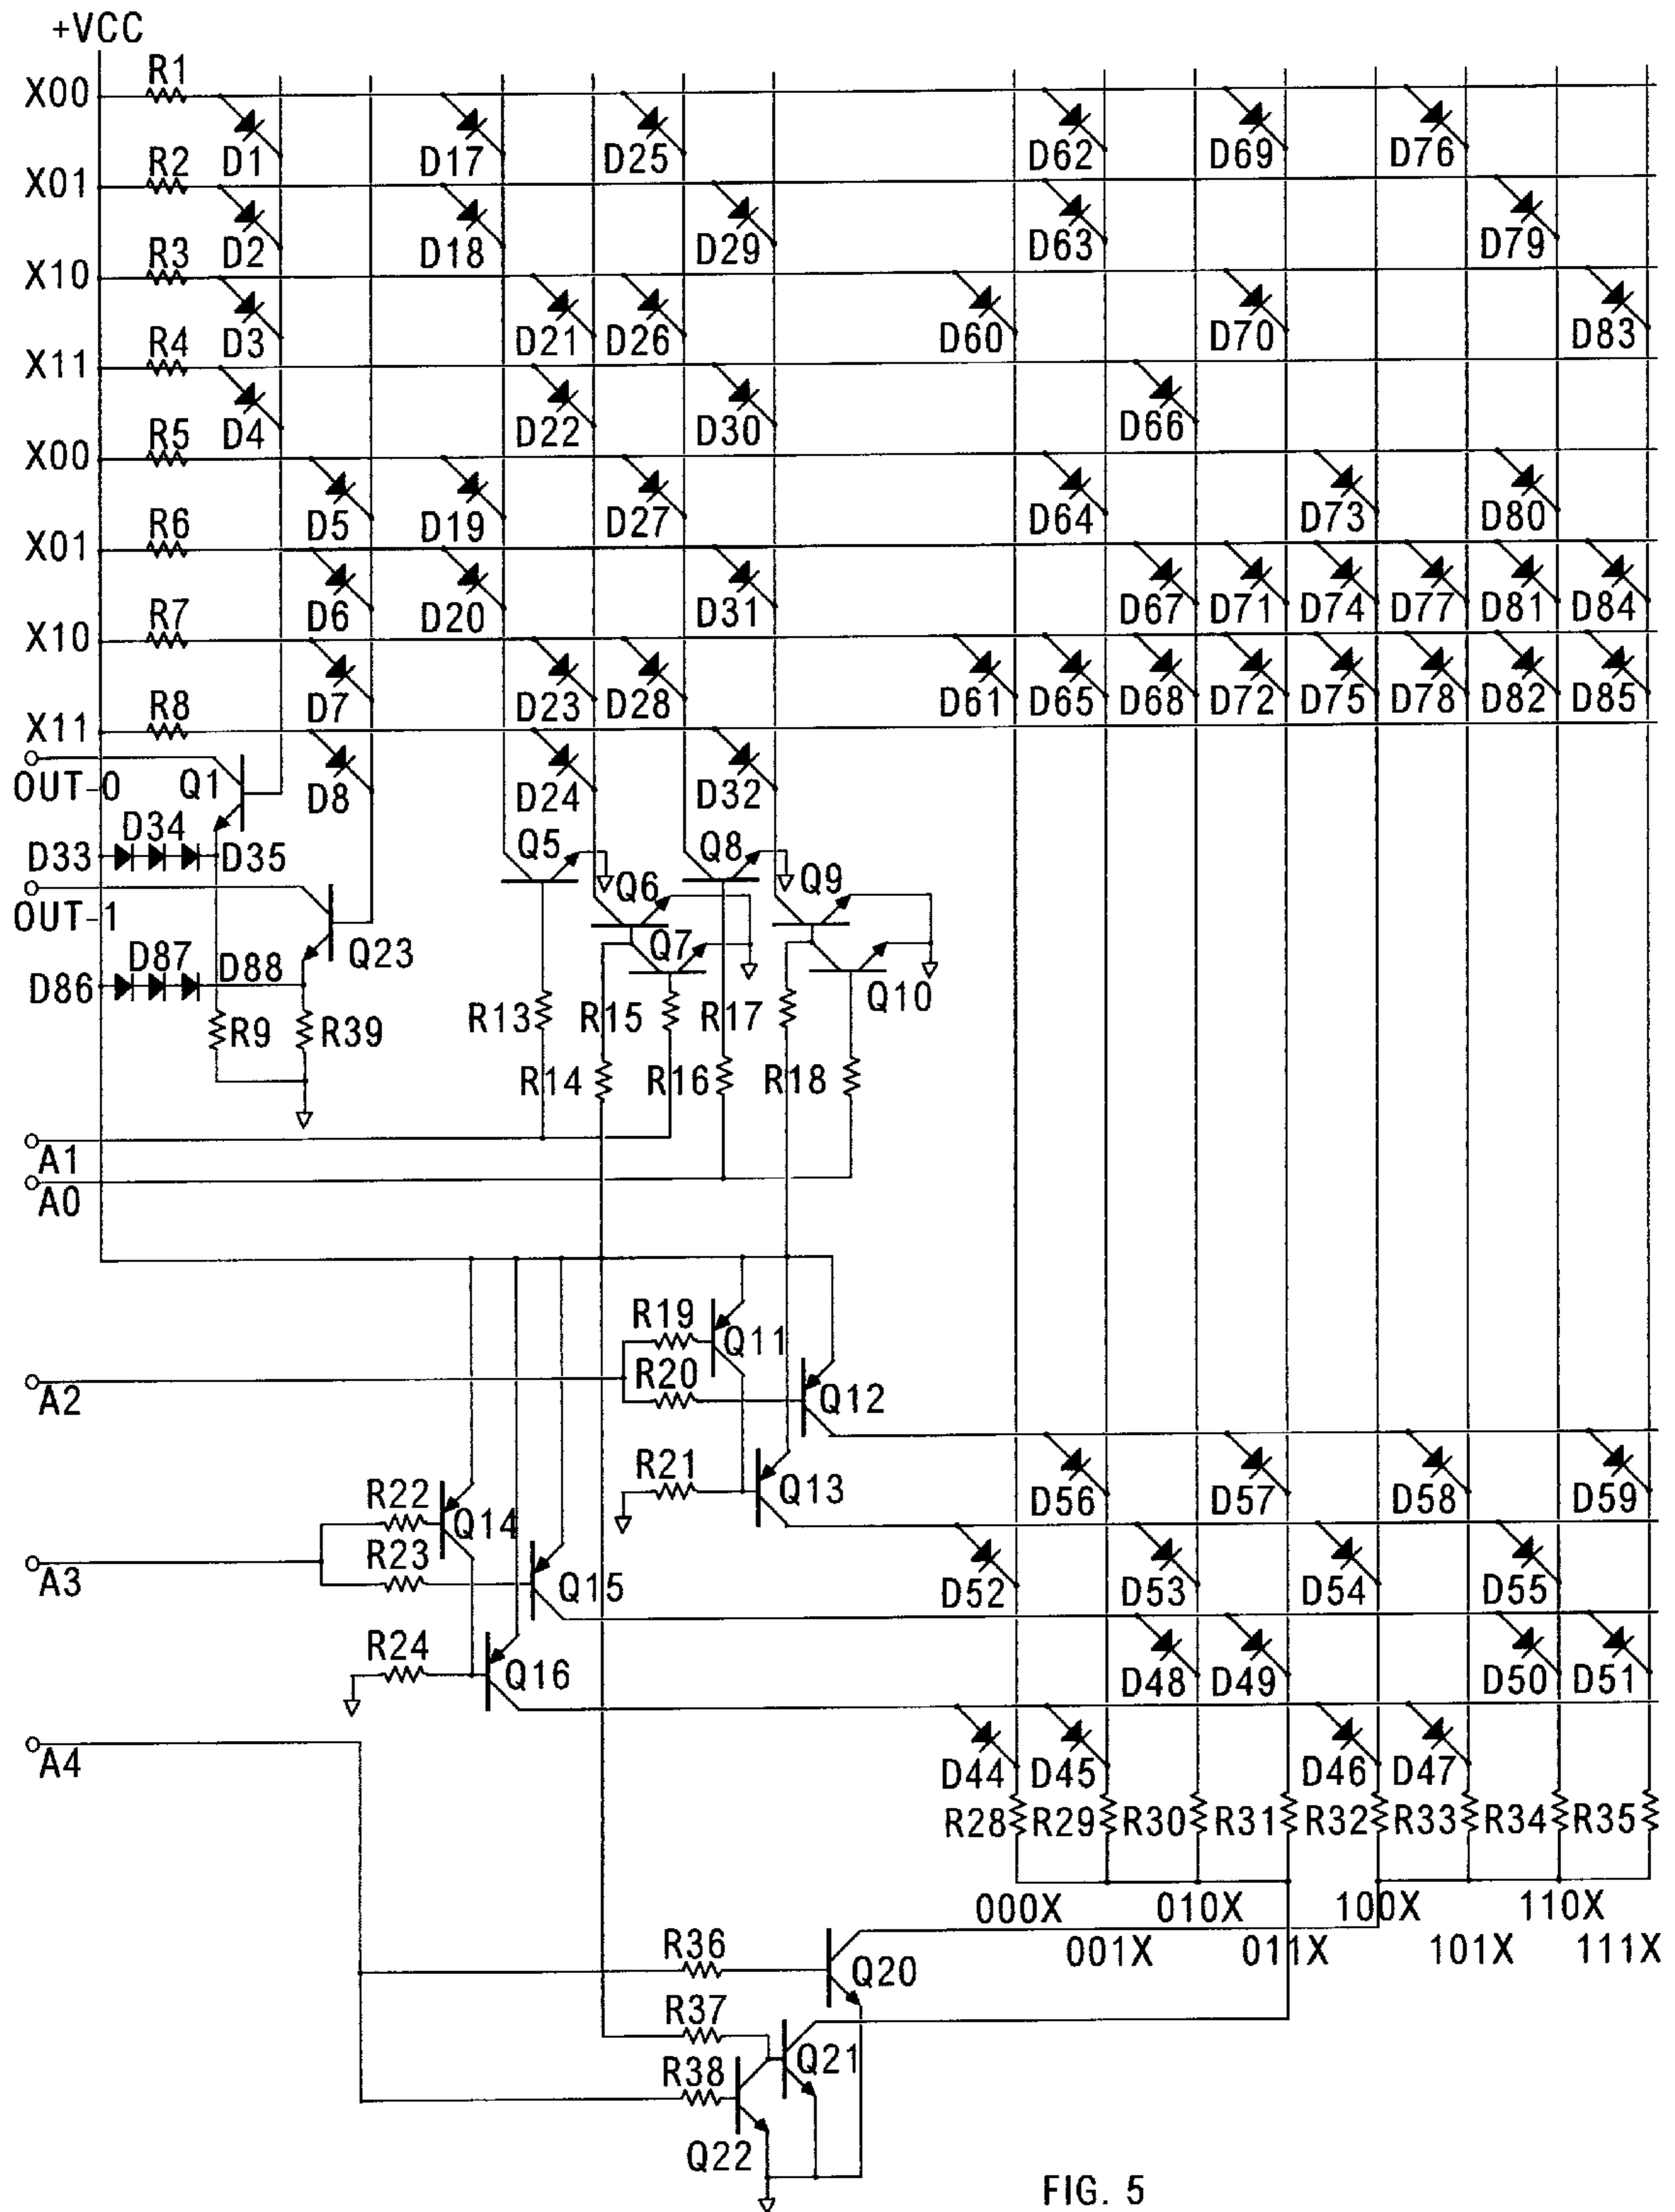 +VCC
X00 R1
D1 D17 D25 D62 D69 D76
X01 R2
D2 D18 D29 D63 D79
X10 R3
D3 D21 D26 D60 D70 D83
X11 R4
D4 D22 D30 D66
X00 R5
D5 D19 D27 D64 D73 D80
X01 R6
D6 D20 D31 D67 D71 D74 D77 D81 D84
X10 R7
D7 D23 D28 D61 D65 D68 D72 D75 D78 D82 D85
X11 R8
OUT-0 Q1 D8 D24 D32
D34 Q5 Q8
D33 D35
Q6 Q9
OUT-1
Q7
D87 D88 Q23
D86
Q10
R9 R39 R13 R15 R17
R14 R16 R18
A1
A0
R19 Q11
R20
A2 Q12
R21 Q13
D56 D57 D58 D59
R22 Q14
R23
A3 Q15
D52 D53 D54 D55
R24 Q16
D48 D49 D50 D51
A4
D44 D45 D46 D47
R28 R29 R30 R31 R32 R33 R34 R35
000X 010X 100X 110X
001X 011X 101X 111X
R36 Q20
R37
R38 Q21
Q22
FIG. 5